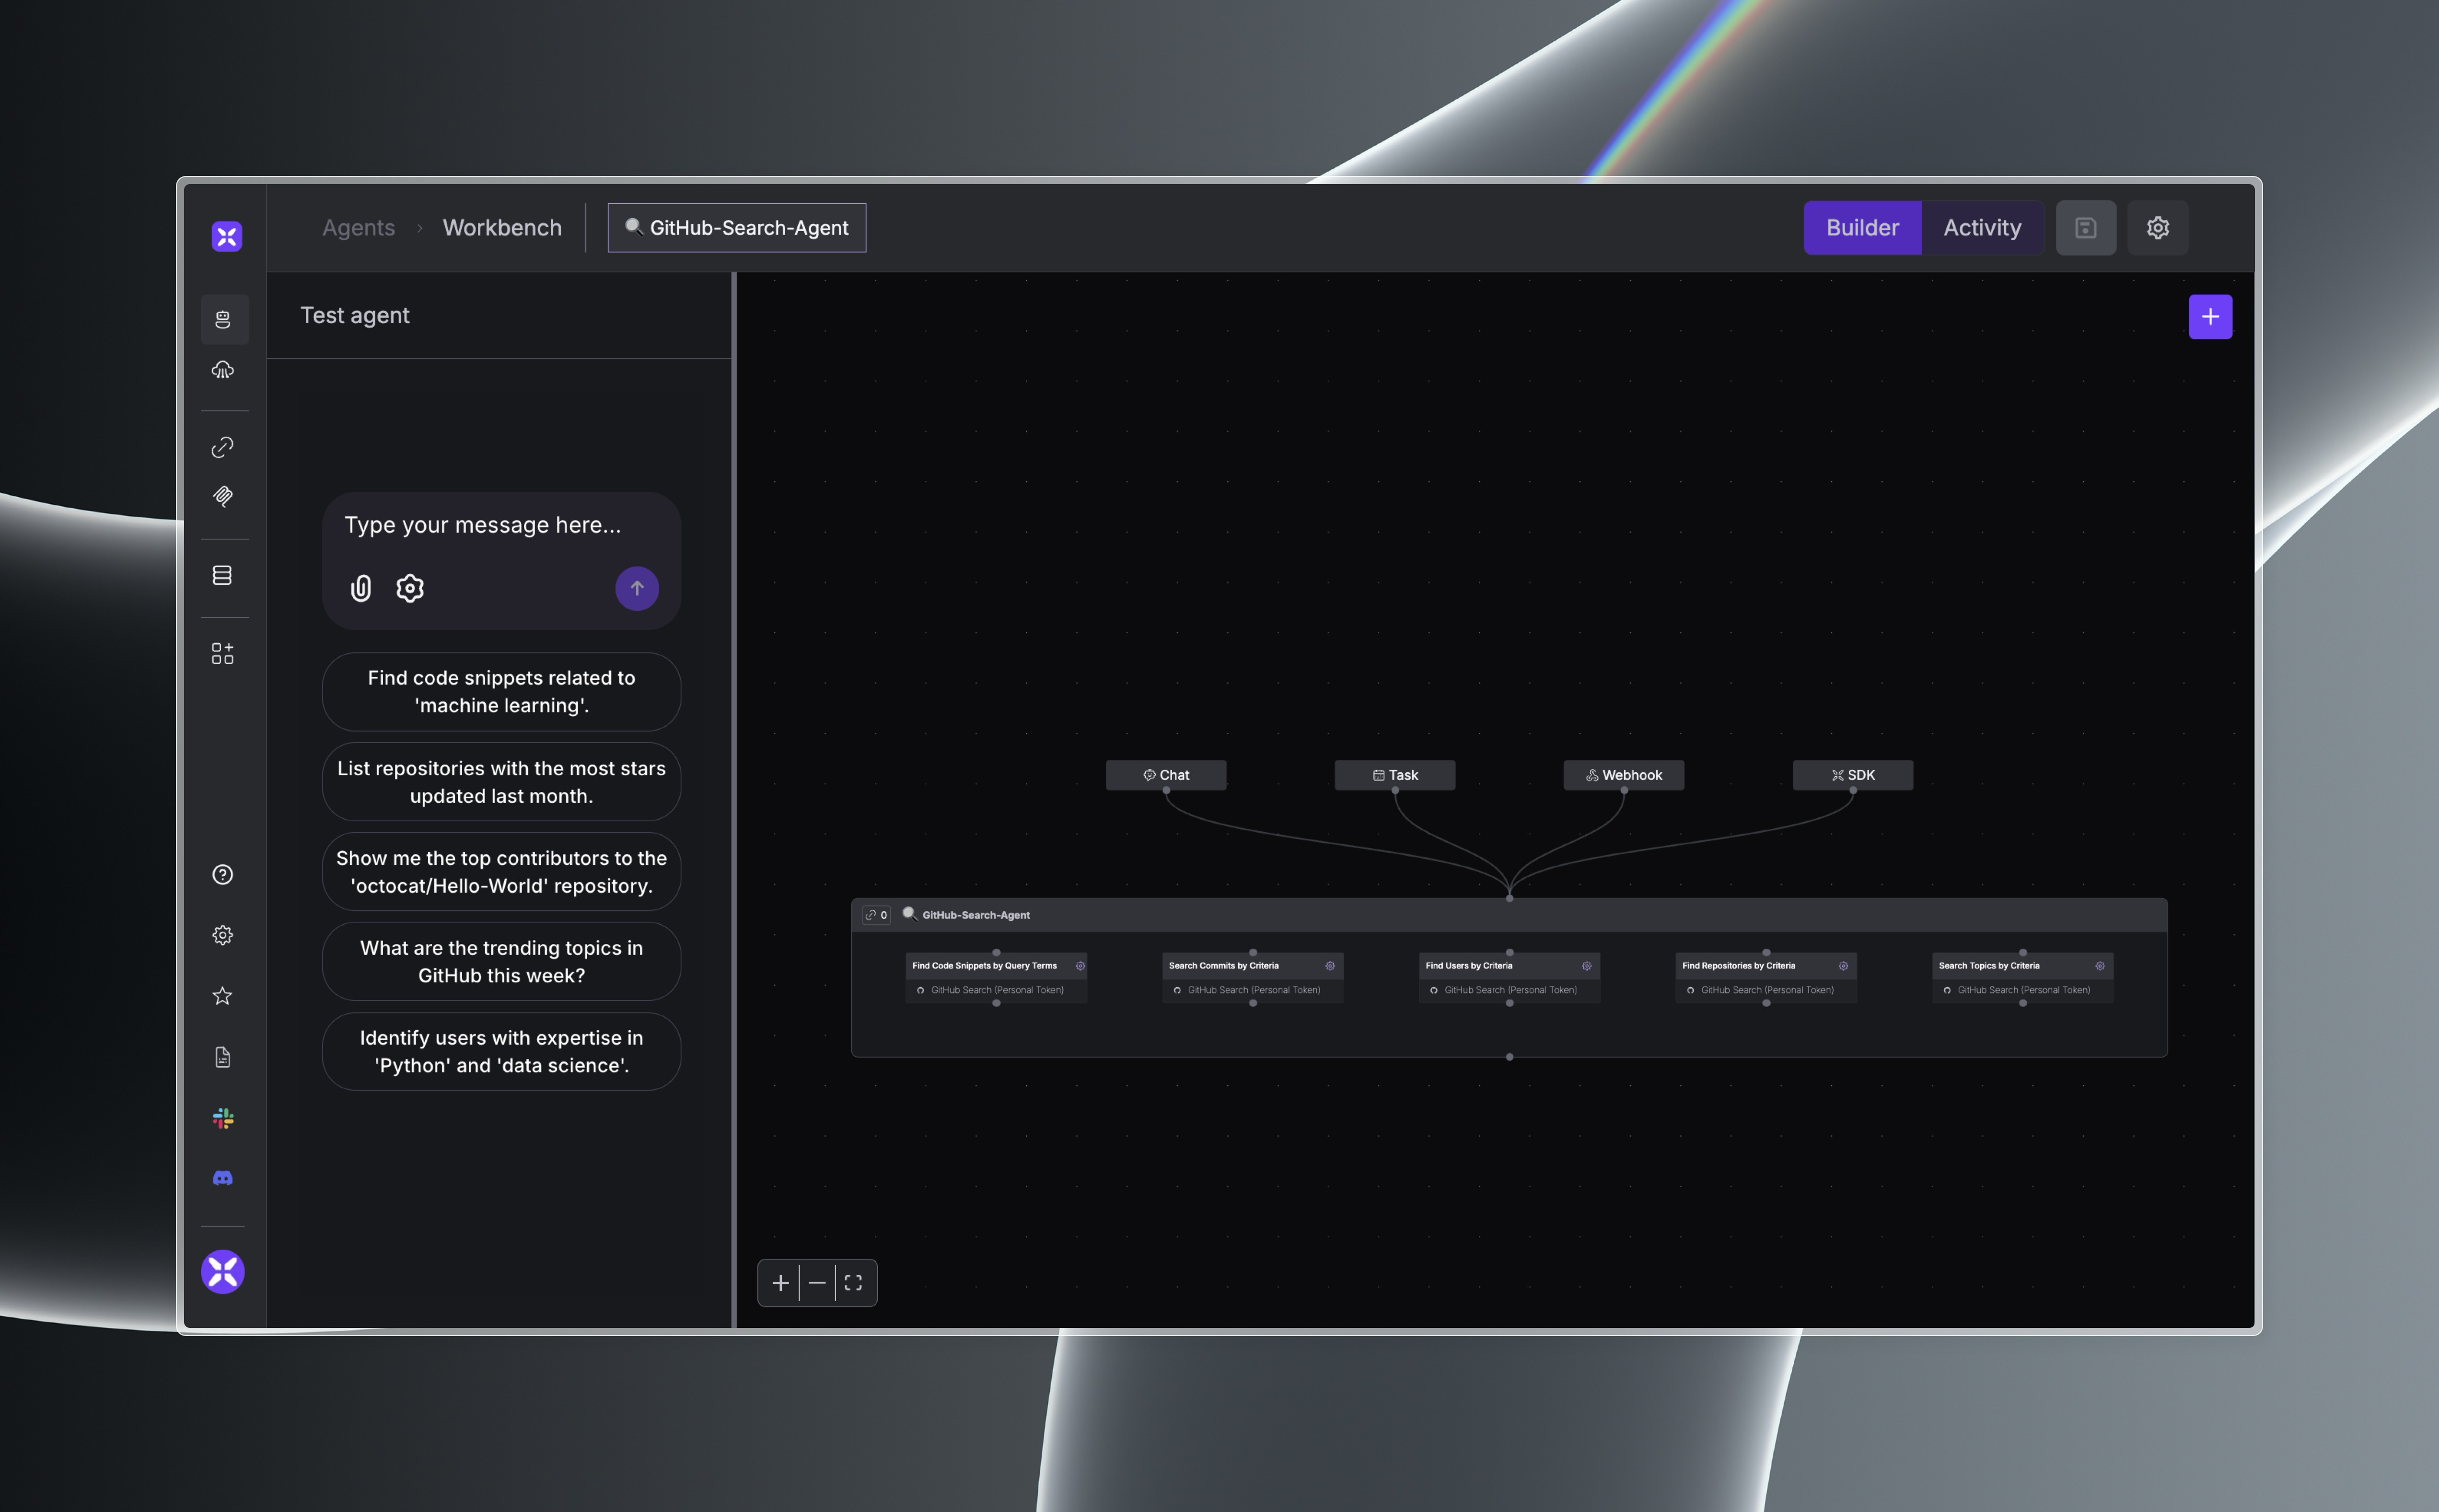 Agents
Workbench
GitHub-Search-Agent
Builder
Activity
Test agent
Type your message here...
Find code snippets related to
'machine learning'.
List repositories with the most stars
updated last month.
Show me the top contributors to the
'octocat/Hello-World' repository.
What are the trending topics in
GitHub this week?
Identify users with expertise in
'Python' and 'data science'.
Chat
Task
Webhook
SDK
0
GitHub-Search-Agent
Find Code Snippets by Query Terms
GitHub Search (Personal Token)
Search Commits by Criteria
GitHub Search (Personal Token)
Find Users by Criteria
GitHub Search (Personal Token)
Find Repositories by Criteria
GitHub Search (Personal Token)
Search Topics by Criteria
GitHub Search (Personal Token)